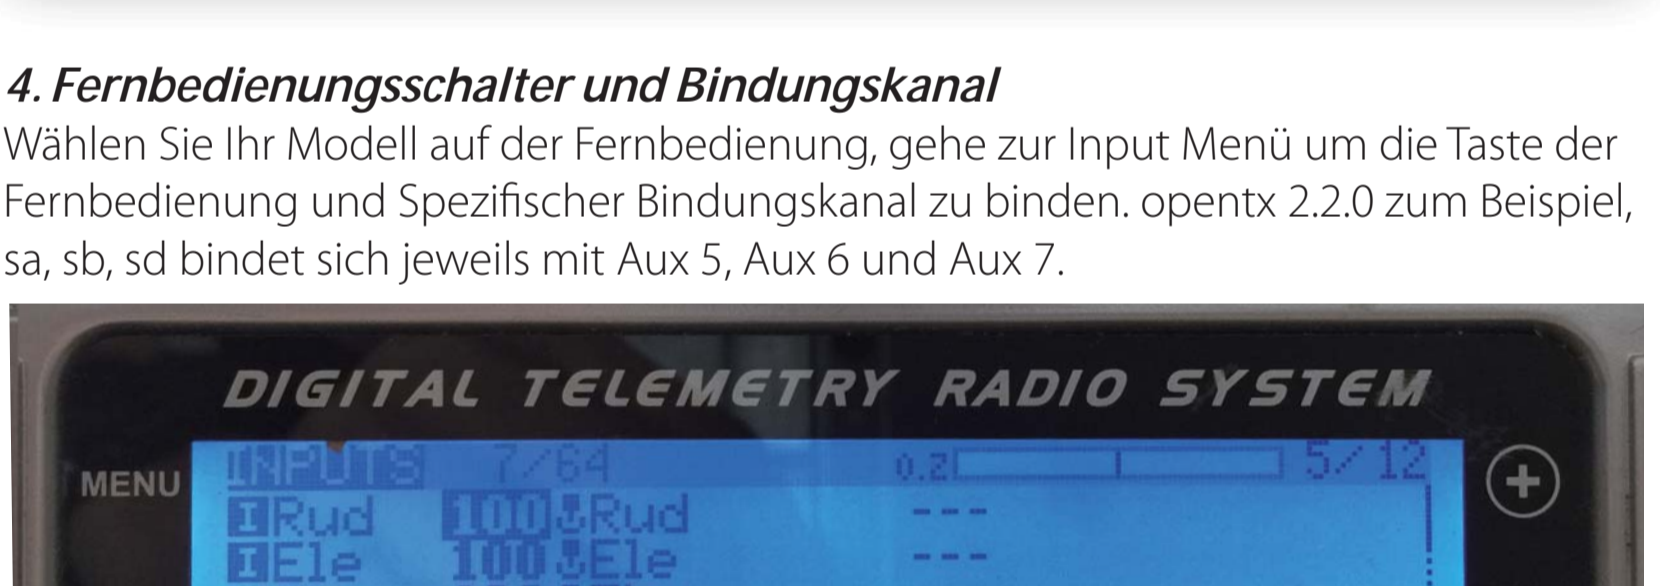 4. Fernbedienungsschalter und Bindungskanal
Wählen Sie Ihr Modell auf der Fernbedienung, gehe zur Input Menü um die Taste der
Fernbedienung und Spezifischer Bindungskanal zu binden. opentx 2.2.0 zum Beispiel,
sa, sb, sd bindet sich jeweils mit Aux 5, Aux 6 und Aux 7.
DIGITAL TELEMETRY RADIO SYSTEM
MENU
INPUTS 7/64 0.2 5/12
+
I Rud 100 Rud ---
I Ele 100 Ele ---